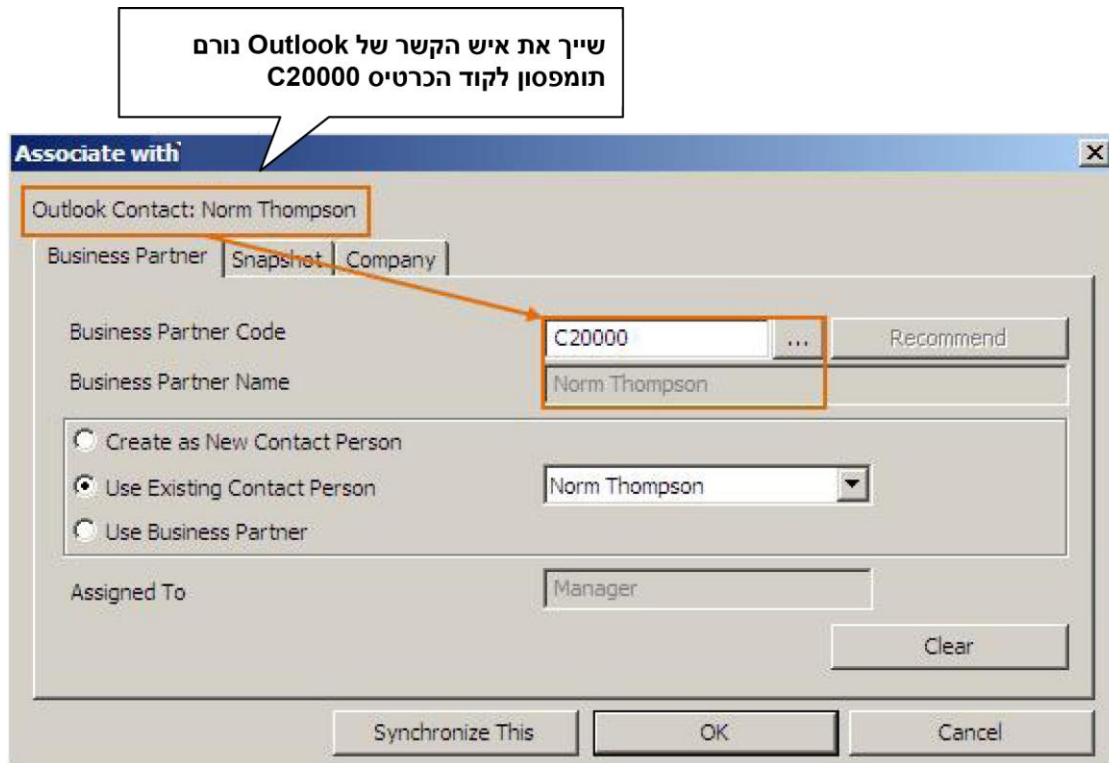 שייך את איש הקשר של Outlook נורם
תומפסון לקוד הכרטיס C20000
Associate with
Outlook Contact: Norm Thompson
Business Partner Snapshot Company
Business Partner Code C20000 ... Recommend
Business Partner Name Norm Thompson
Create as New Contact Person
Use Existing Contact Person Norm Thompson
Use Business Partner
Assigned To Manager
Clear
Synchronize This OK Cancel